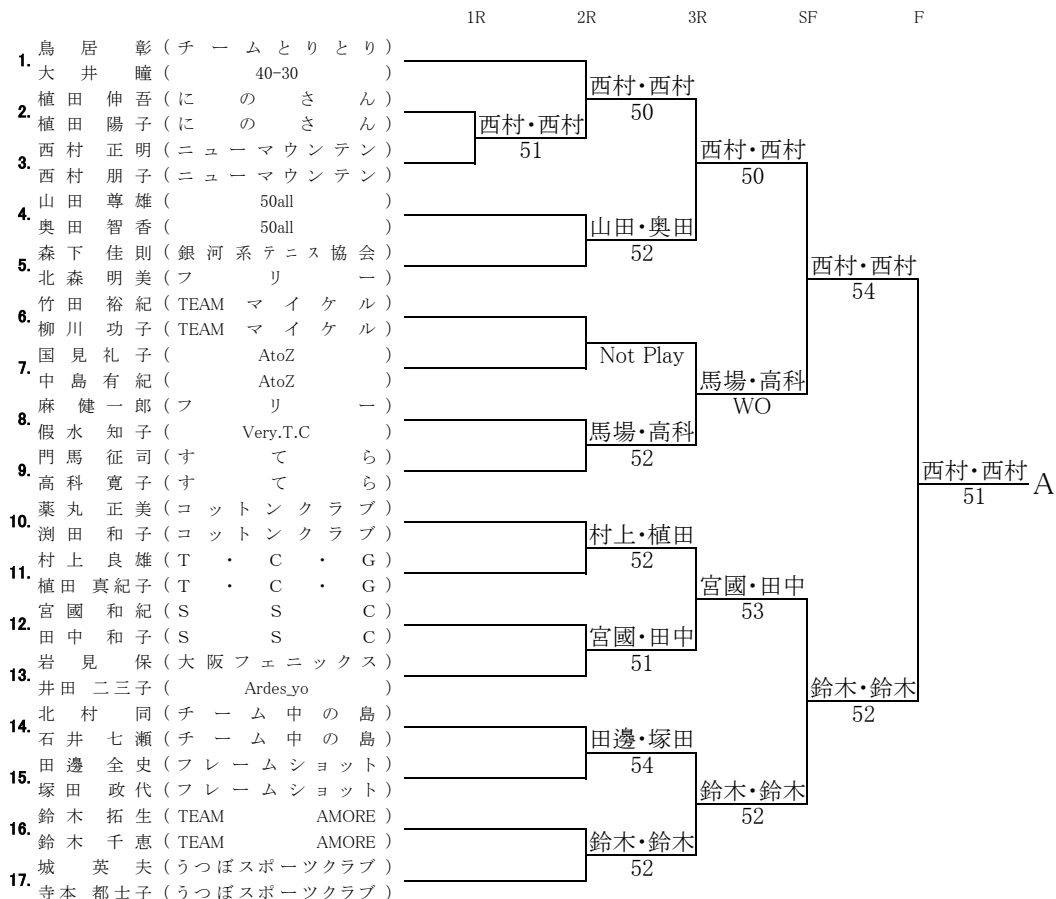 1R 2R 3R SF F
1. 鳥居 彰 (チームとりとり)
大井 瞳 (40-30)
2. 植田 伸吾 (にのさん)
植田 陽子 (にのさん)
3. 西村 正明 (ニューマウンテン)
西村 朋子 (ニューマウンテン)
4. 山田 尊雄 (50all)
奥田 智香 (50all)
5. 森下 佳則 (銀河系テニス協会)
北森 明美 (フリー)
6. 竹田 裕紀 (TEAM マイケル)
柳川 功子 (TEAM マイケル)
7. 国見 礼子 (AtoZ)
中島 有紀 (AtoZ)
8. 麻 健一郎 (フリー)
假水 知子 (Very.T.C)
9. 門馬 征司 (すてら)
高科 寛子 (すてら)
10. 薬丸 正美 (コットンクラブ)
渕田 和子 (コットンクラブ)
11. 村上 良雄 (T・C・G)
植田 真紀子 (T・C・G)
12. 宮國 和紀 (SSC)
田中 和子 (SSC)
13. 岩見 保 (大阪フェニックス)
井田 二三子 (Ardes_yo)
14. 北村 同 (チーム中の島)
石井 七瀬 (チーム中の島)
15. 田邊 全史 (フレームショット)
塚田 政代 (フレームショット)
16. 鈴木 拓生 (TEAM AMORE)
鈴木 千恵 (TEAM AMORE)
17. 城 英夫 (うつぼスポーツクラブ)
寺本 都士子 (うつぼスポーツクラブ)
西村・西村
51
西村・西村
50
山田・奥田
52
Not Play
馬場・高科
52
村上・植田
52
宮國・田中
51
田邊・塚田
54
鈴木・鈴木
52
西村・西村
50
馬場・高科
WO
宮國・田中
53
鈴木・鈴木
52
西村・西村
54
鈴木・鈴木
52
西村・西村
51
A